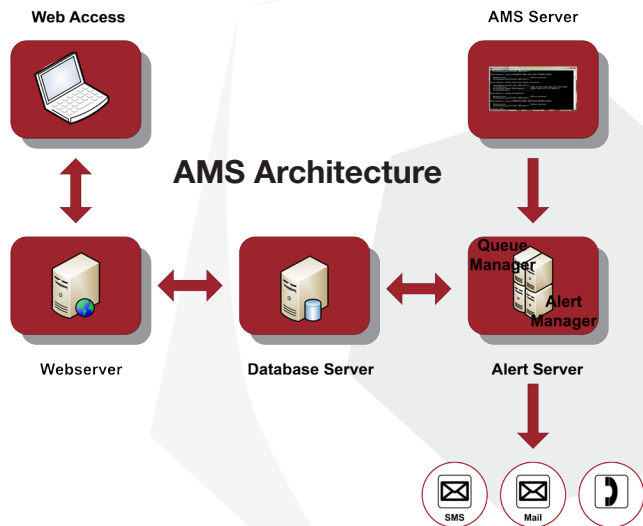 Web Access
AMS Server
AMS Architecture
Queue
Manager
Alert
Manager
Webserver
Database Server
Alert Server
SMS
Mail